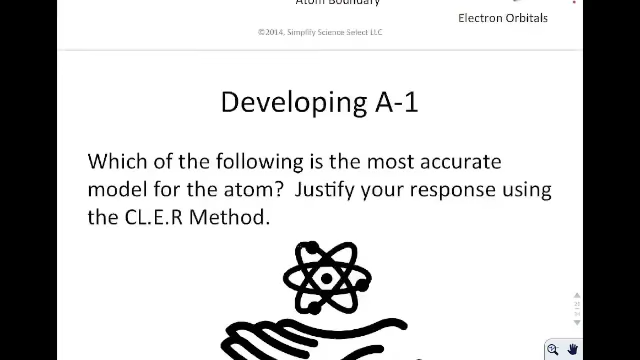 Atom Boundary
Electron Orbitals
©2014, Simplify Science Select LLC
Developing A-1
Which of the following is the most accurate
model for the atom?  Justify your response using
the CL.E.R Method.